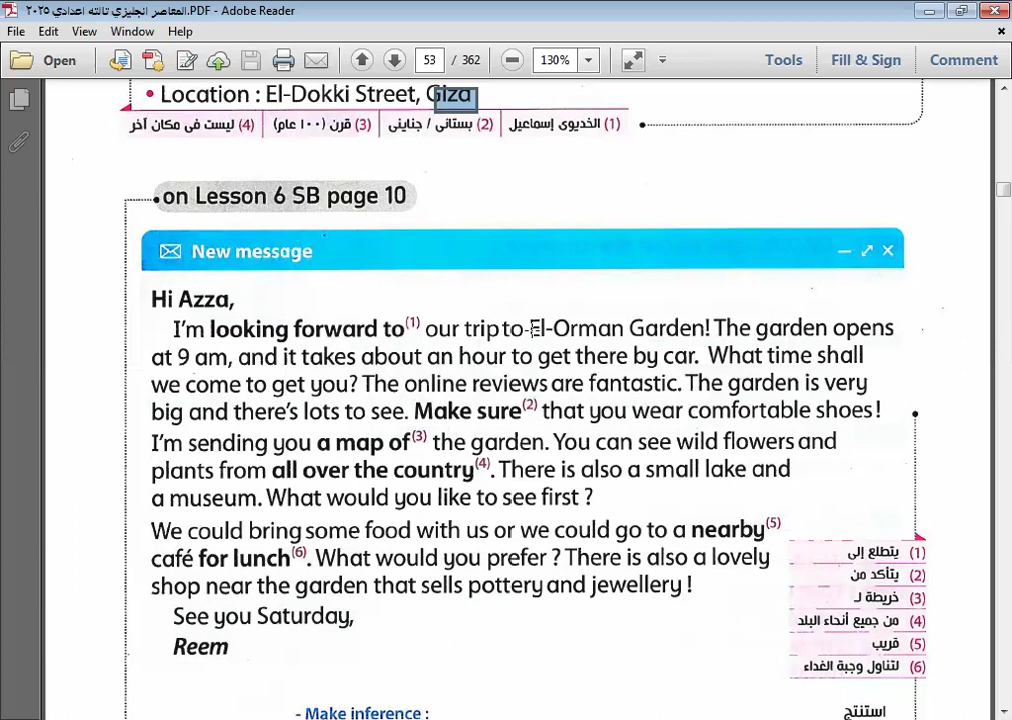 المعاصر انجليزي تالته اعدادي ٢٠٢٥.PDF - Adobe Reader
File Edit View Window Help
Open 53 / 362 130% Tools Fill & Sign Comment
• Location : El-Dokki Street, Giza
(1) الخديوى إسماعيل (2) بستانى / جناينى (3) قرن (١٠٠ عام) (4) ليست فى مكان آخر
on Lesson 6 SB page 10
New message
Hi Azza,
I'm looking forward to(1) our trip to El-Orman Garden! The garden opens
at 9 am, and it takes about an hour to get there by car. What time shall
we come to get you? The online reviews are fantastic. The garden is very
big and there's lots to see. Make sure(2) that you wear comfortable shoes!
I'm sending you a map of(3) the garden. You can see wild flowers and
plants from all over the country(4). There is also a small lake and
a museum. What would you like to see first ?
We could bring some food with us or we could go to a nearby(5)
café for lunch(6). What would you prefer ? There is also a lovely
shop near the garden that sells pottery and jewellery !
See you Saturday,
Reem
(1) يتطلع إلى
(2) يتأكد من
(3) خريطة لـ
(4) من جميع أنحاء البلد
(5) قريب
(6) لتناول وجبة الغداء
- Make inference : استنتج